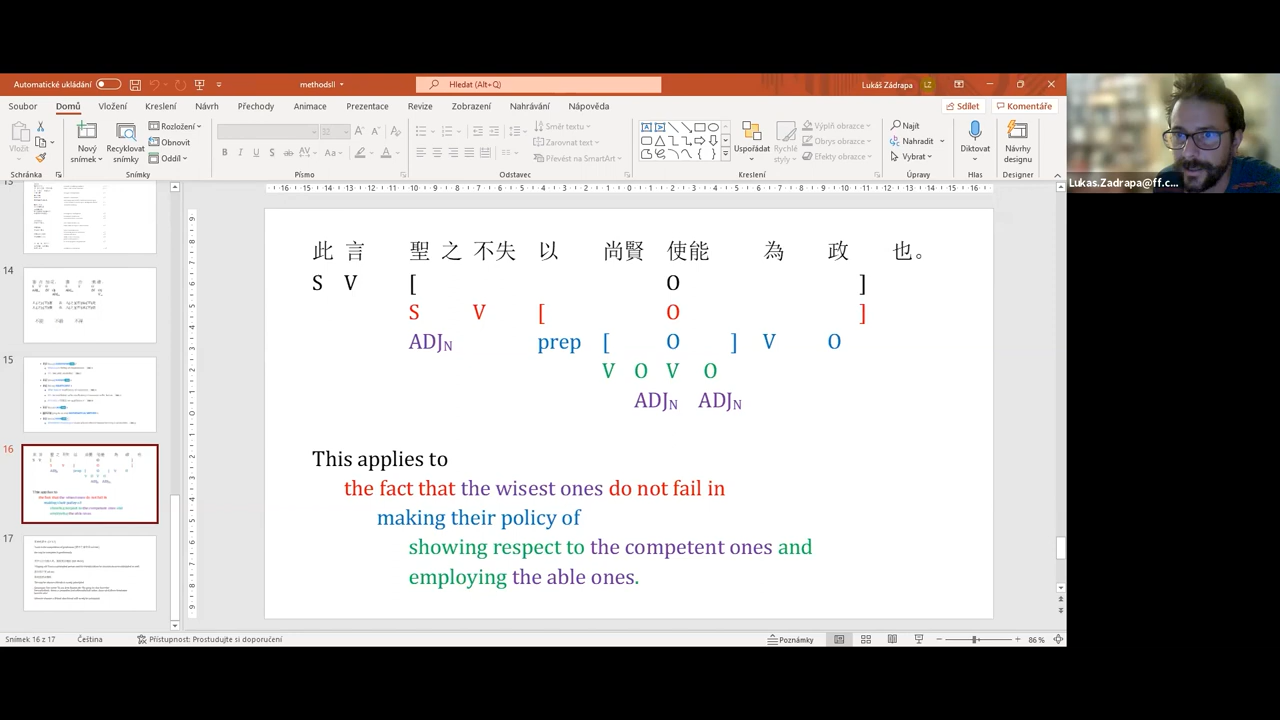 Automatické ukládání
methodsII
Hledat (Alt+Q)
Lukáš Zádrapa LZ
Soubor Domů Vložení Kreslení Návrh Přechody Animace Prezentace Revize Zobrazení Nahrávání Nápověda
Sdílet Komentáře
Vložit
Nový snímek
Recyklovat snímky
Rozložení
Obnovit
Oddíl
Směr textu
Zarovnat text
Převést na SmartArt
Uspořádat
Rychlé styly
Výplň obrazce
Obrys obrazce
Efekty obrazce
Najít
Nahradit
Vybrat
Diktovat
Návrhy designu
Schránka Snímky Písmo Odstavec Kreslení Úpravy Hlas Designer
Lukas.Zadrapa@ff.c...
14
15
16
17
此 言 聖 之 不失 以 尚賢 使能 為 政 也。
S V [ O ]
S V [ O ]
ADJN prep [ O ] V O
V O V O
ADJN ADJN
This applies to
the fact that the wisest ones do not fail in
making their policy of
showing respect to the competent ones and
employing the able ones.
Snímek 16 z 17 Čeština Přístupnost: Prostudujte si doporučení
Poznámky 86 %